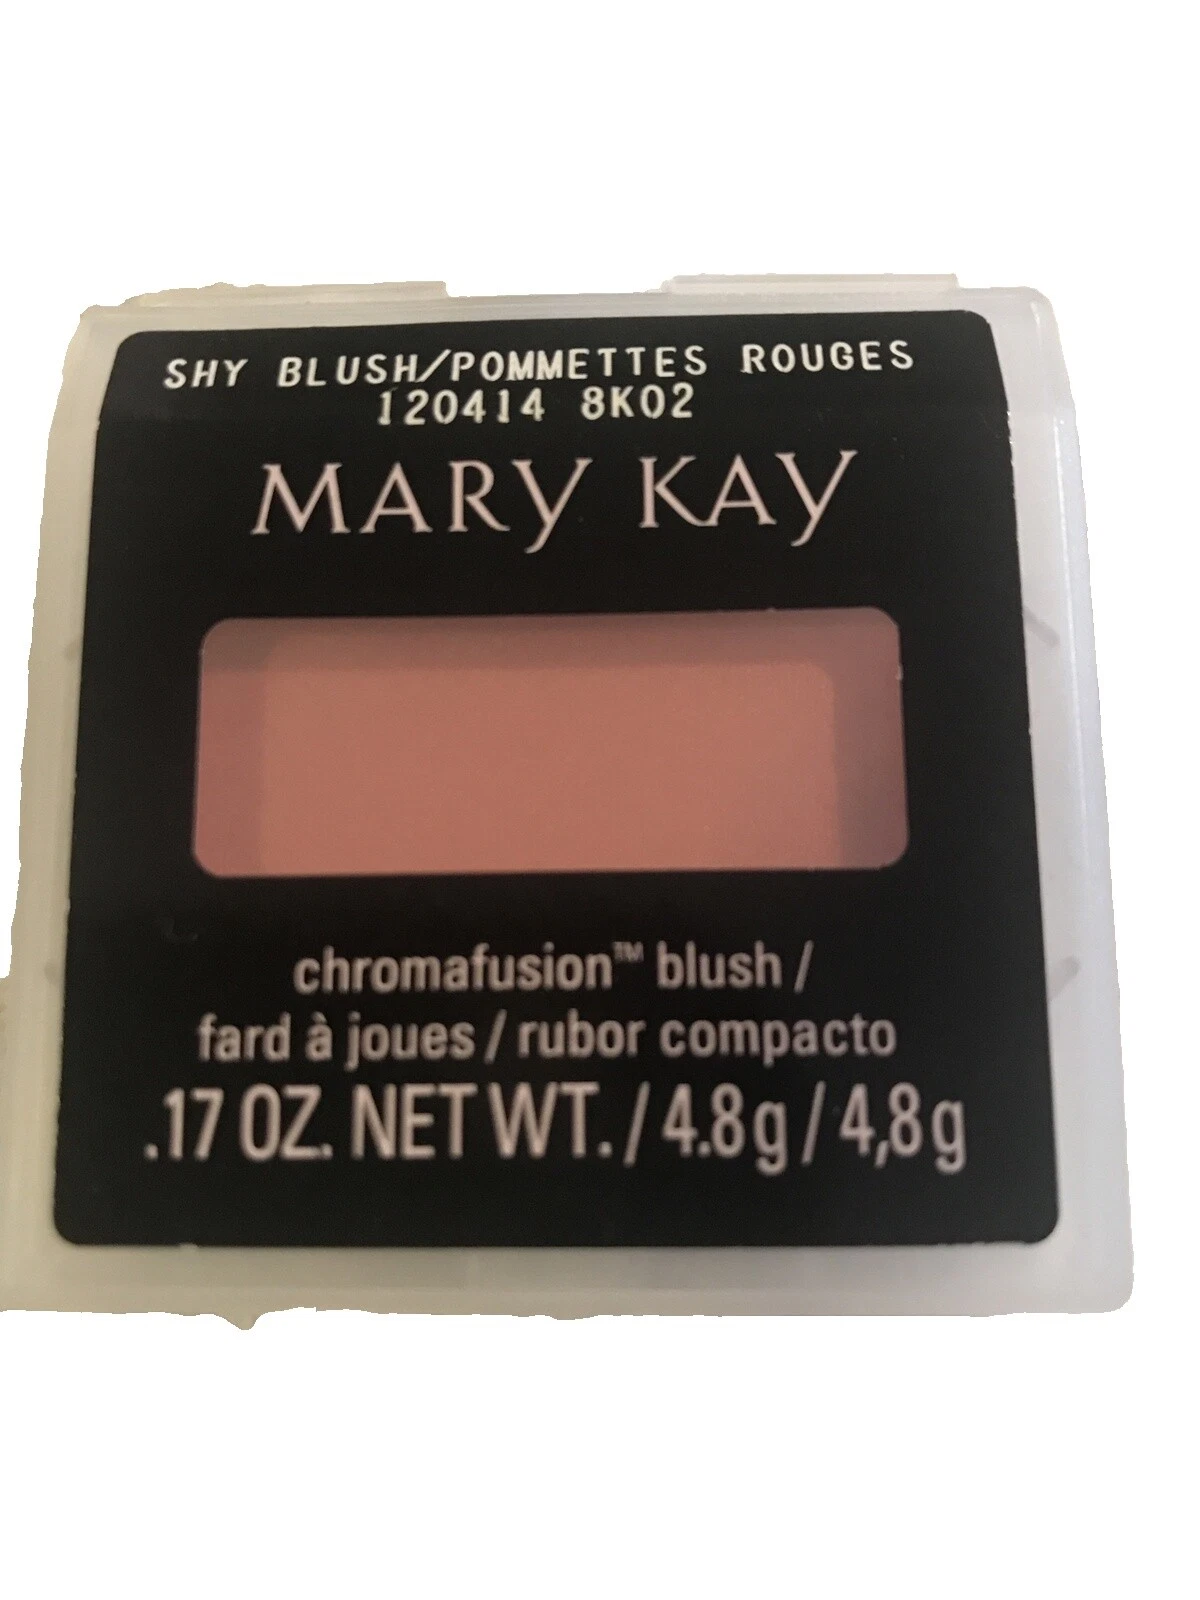 SHY BLUSH/POMMETTES ROUGES
120414 8K02
MARY KAY
chromafusion™ blush /
fard à joues / rubor compacto
.17 OZ. NET WT. / 4.8g / 4,8g